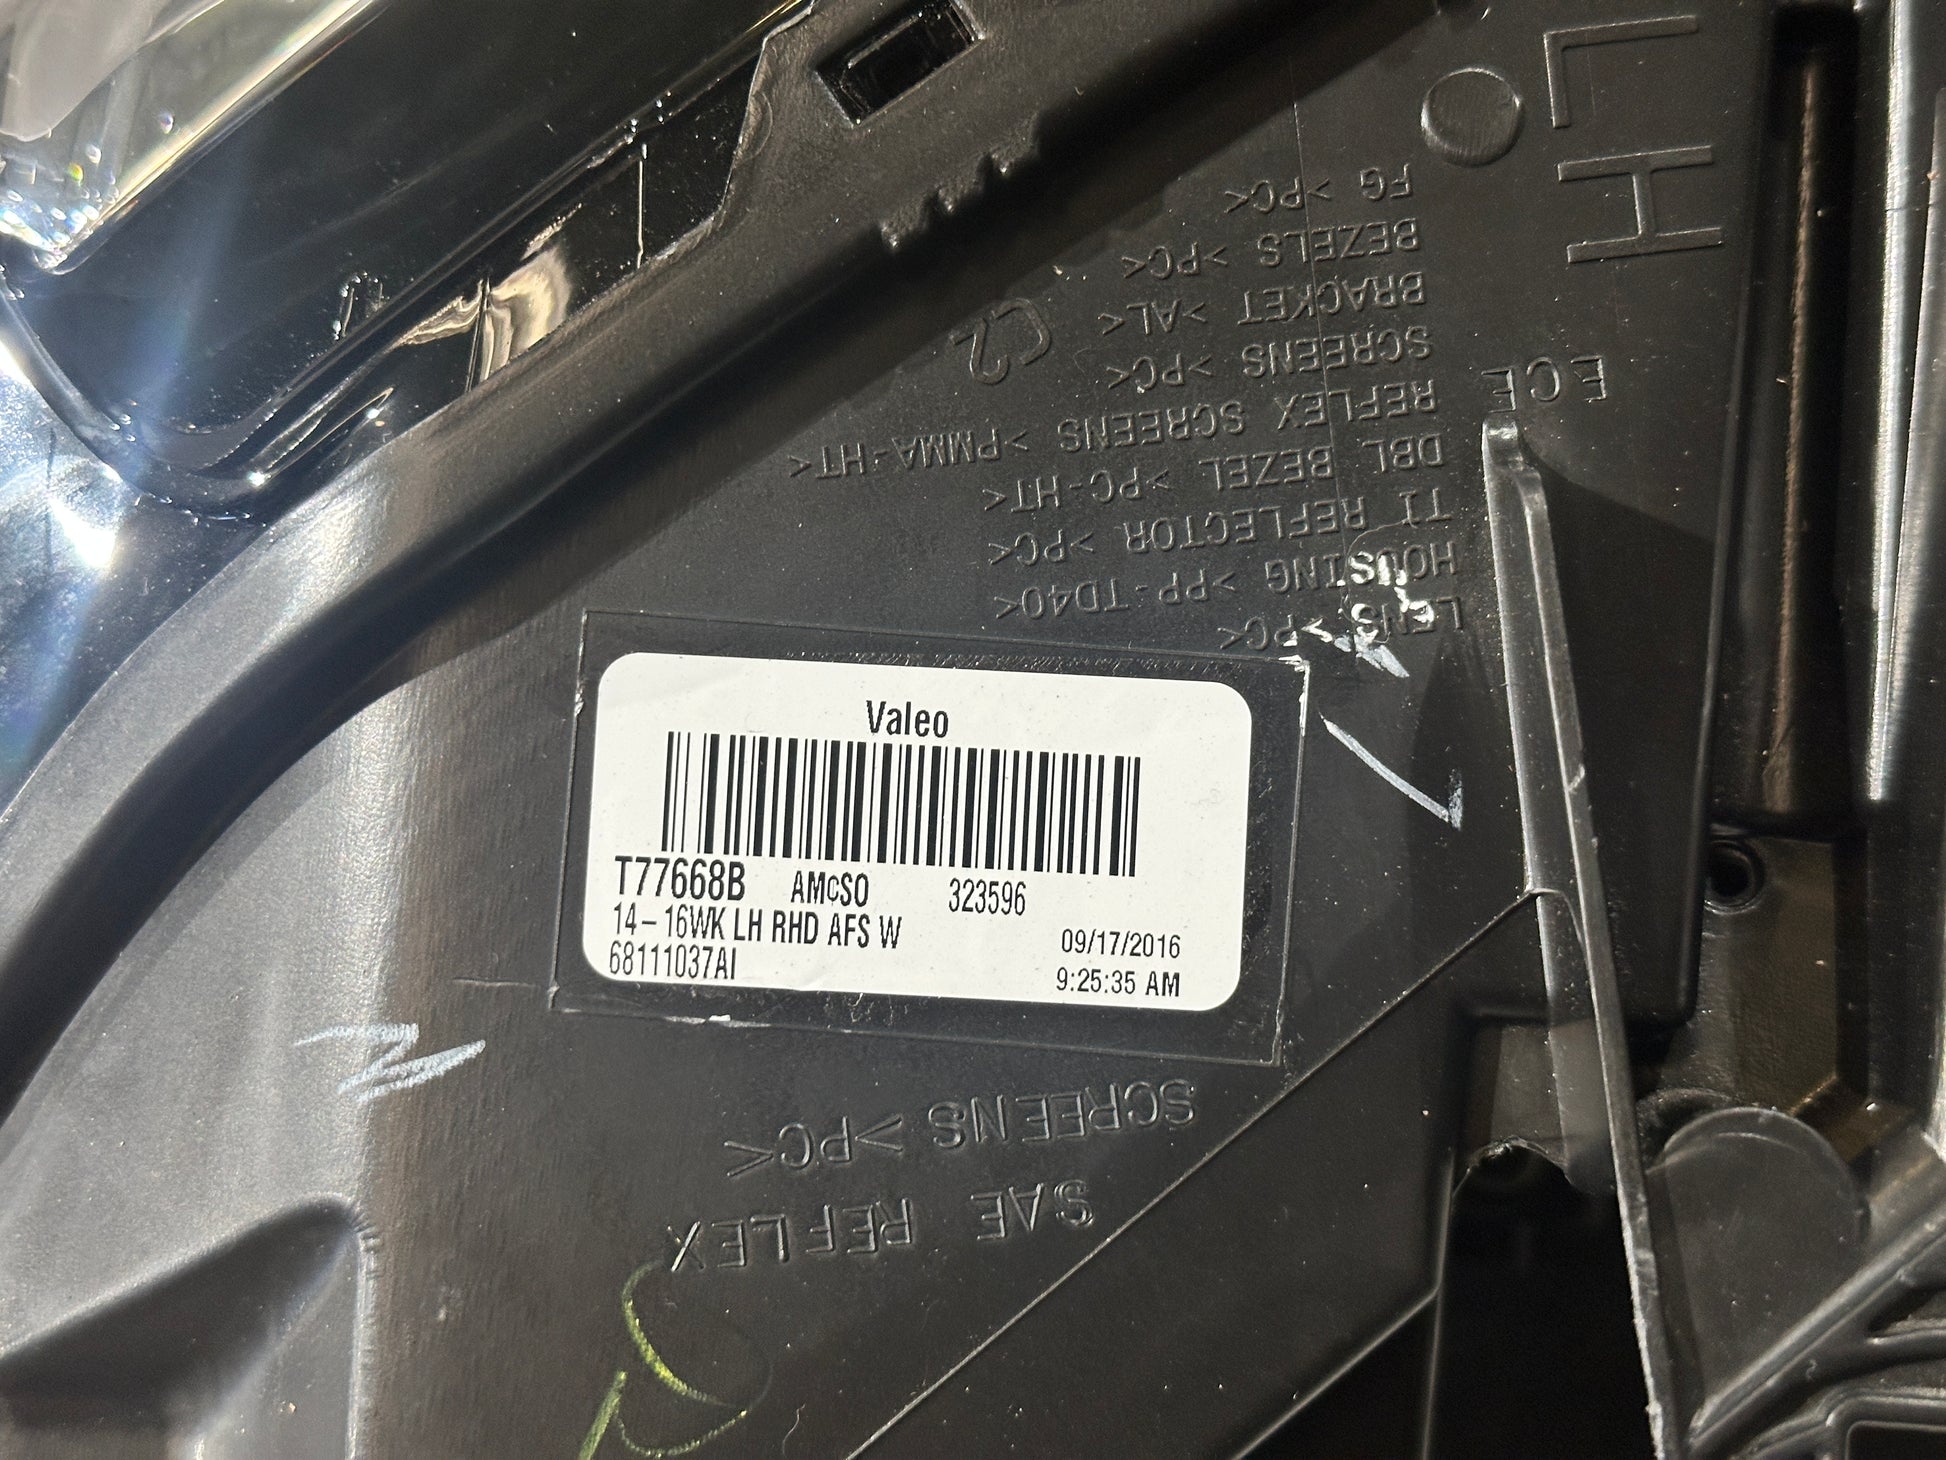 LH
FG >PC<
BEZELS >PC<
BRACKET >AL<
SCREENS >PC<
REFLEX SCREENS >PMMA-HT<
DBL BEZEL >PC-HT<
TI REFLECTOR >PC<
HOUSING >PP-TD40<
LENS >PC<
ECE
C2
Valeo
T77668B AMcSO 323596
14-16WK LH RHD AFS W 09/17/2016
68111037AI 9:25:35 AM
SCREENS >PC<
SAE REFLEX